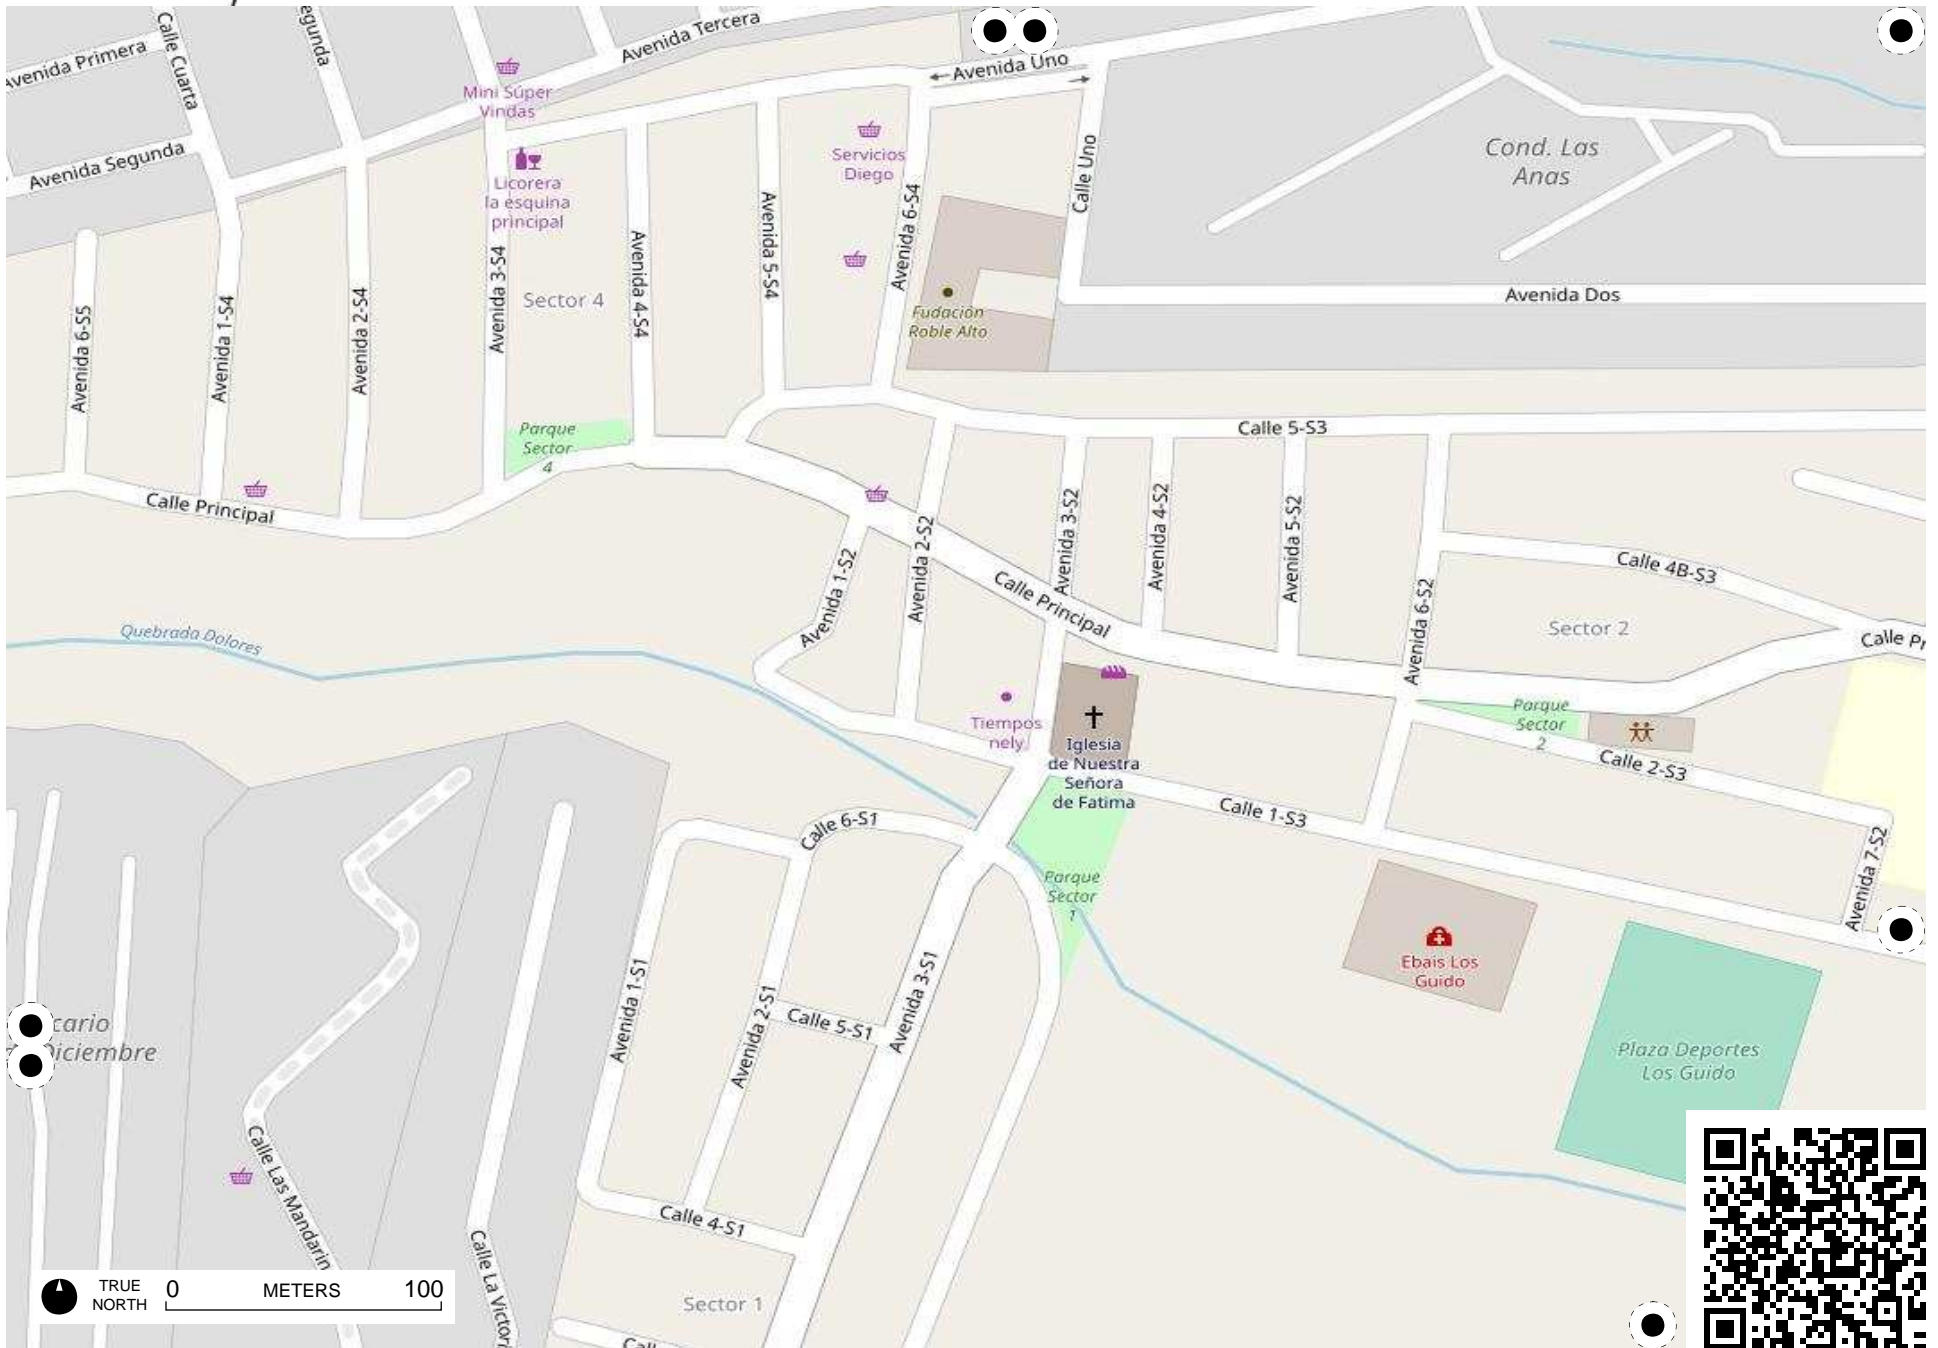 Calle Cuarta
egunda
Avenida Primera
Avenida Segunda
Avenida Tercera
Mini Súper
Vindas
←Avenida Uno→
Licorera
la esquina
principal
Servicios
Diego
Calle Uno
Cond. Las
Anas
Avenida Dos
Avenida 6-S5
Avenida 1-S4
Avenida 2-S4
Avenida 3-S4
Sector 4
Avenida 4-S4
Avenida 5-S4
Avenida 6-S4
Fudación
Roble Alto
Parque
Sector
4
Calle 5-S3
Calle Principal
Avenida 1-S2
Avenida 2-S2
Avenida 3-S2
Avenida 4-S2
Avenida 5-S2
Avenida 6-S2
Calle 4B-S3
Calle Principal
Sector 2
Calle Pr
Quebrada Dolores
Tiempos
nely
Iglesia
de Nuestra
Señora
de Fatima
Parque
Sector
2
Calle 2-S3
Calle 1-S3
Avenida 7-S2
Calle 6-S1
Parque
Sector
1
Ebais Los
Guido
Plaza Deportes
Los Guido
cario
Diciembre
Avenida 1-S1
Avenida 2-S1
Calle 5-S1
Avenida 3-S1
Calle Las Mandarin
Calle La Victori
Calle 4-S1
Sector 1
Calle
TRUE
NORTH
0 METERS 100